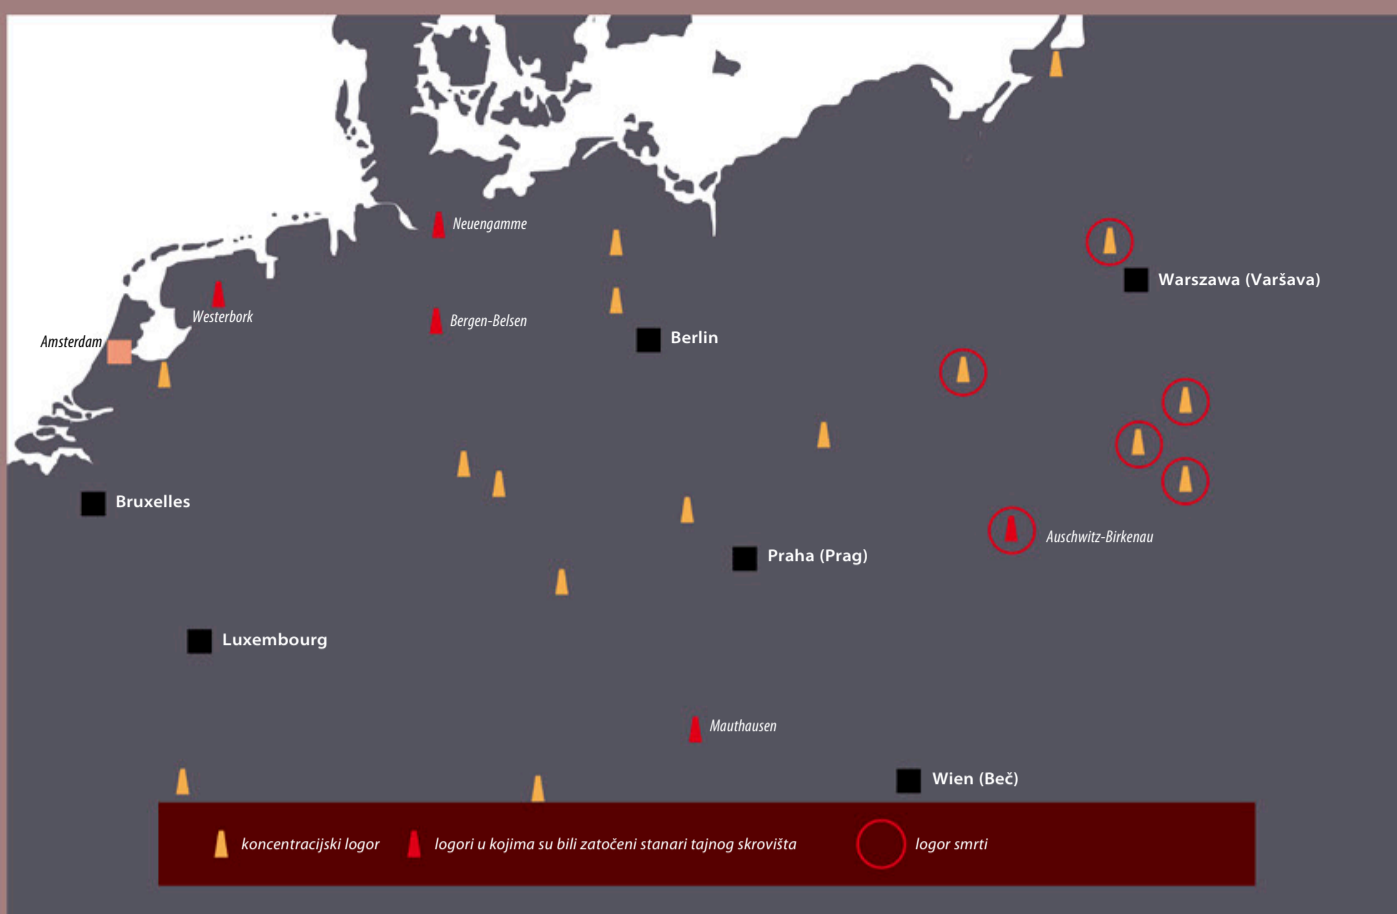 Neuengamme
Warszawa (Varšava)
Westerbork
Bergen-Belsen
Amsterdam
Berlin
Bruxelles
Auschwitz-Birkenau
Praha (Prag)
Luxembourg
Mauthausen
Wien (Beč)
koncentracijski logor
logori u kojima su bili zatočeni stanari tajnog skrovišta
logor smrti